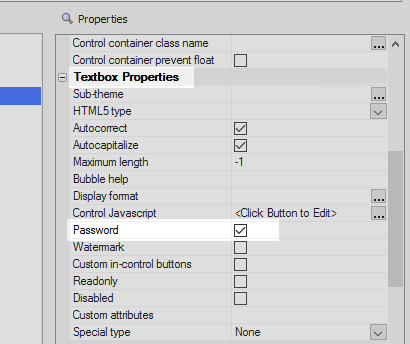 Properties
Control container class name ...
Control container prevent float
Textbox Properties
Sub-theme ...
HTML5 type
Autocorrect
Autocapitalize
Maximum length -1
Bubble help
Display format ...
Control Javascript <Click Button to Edit> ...
Password
Watermark
Custom in-control buttons
Readonly
Disabled
Custom attributes
Special type None